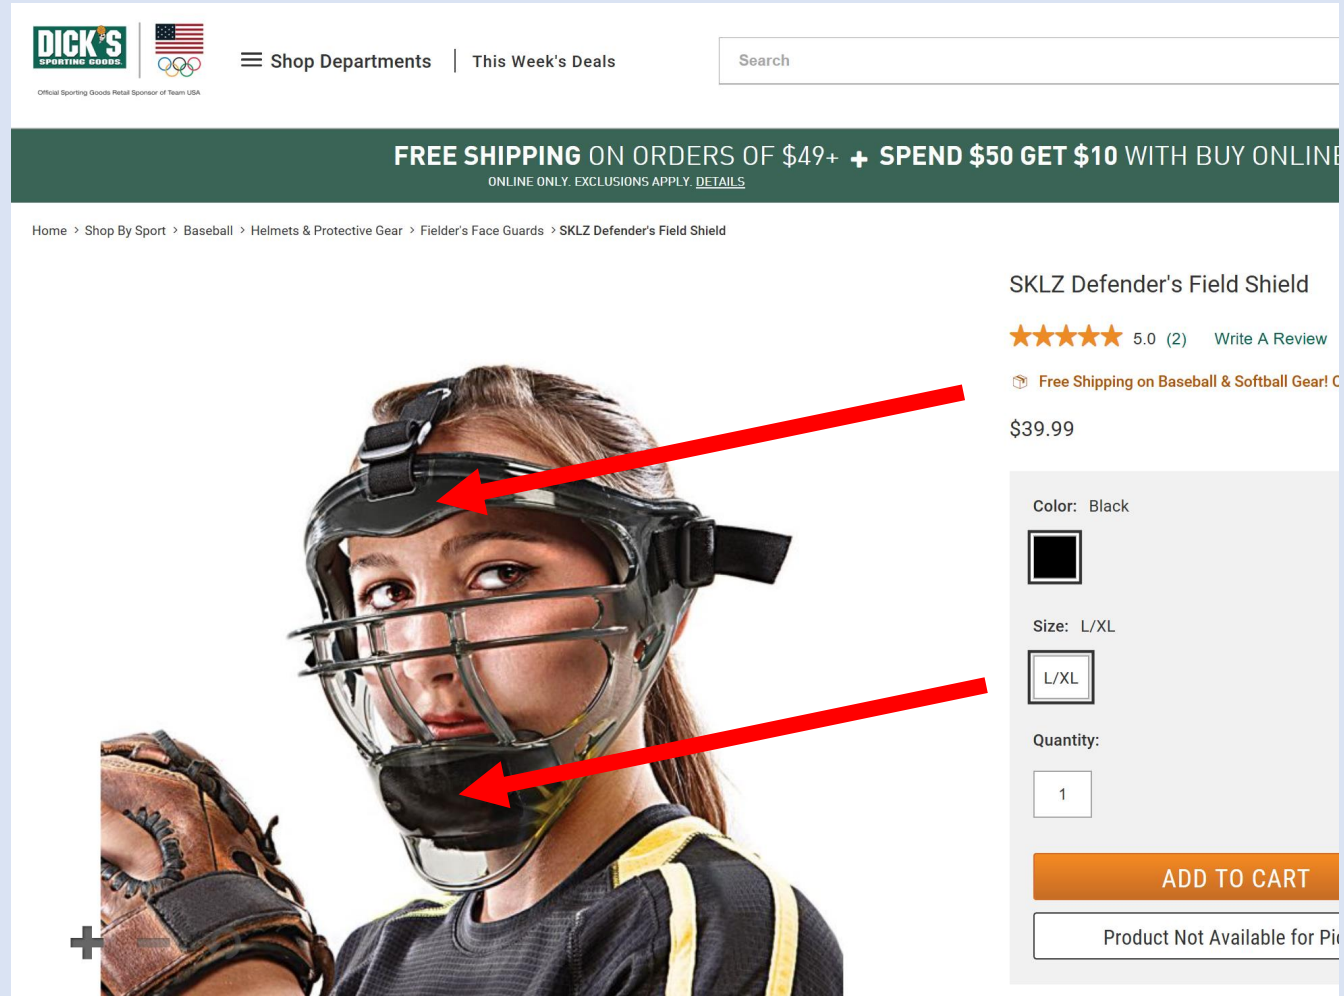 DICK'S
SPORTING GOODS.
Official Sporting Goods Retail Sponsor of Team USA
Shop Departments
This Week's Deals
Search
FREE SHIPPING ON ORDERS OF $49+ + SPEND $50 GET $10 WITH BUY ONLINE
ONLINE ONLY. EXCLUSIONS APPLY. DETAILS
Home > Shop By Sport > Baseball > Helmets & Protective Gear > Fielder's Face Guards > SKLZ Defender's Field Shield
SKLZ Defender's Field Shield
5.0 (2) Write A Review
Free Shipping on Baseball & Softball Gear!
$39.99
Color: Black
Size: L/XL
L/XL
Quantity:
1
ADD TO CART
Product Not Available for